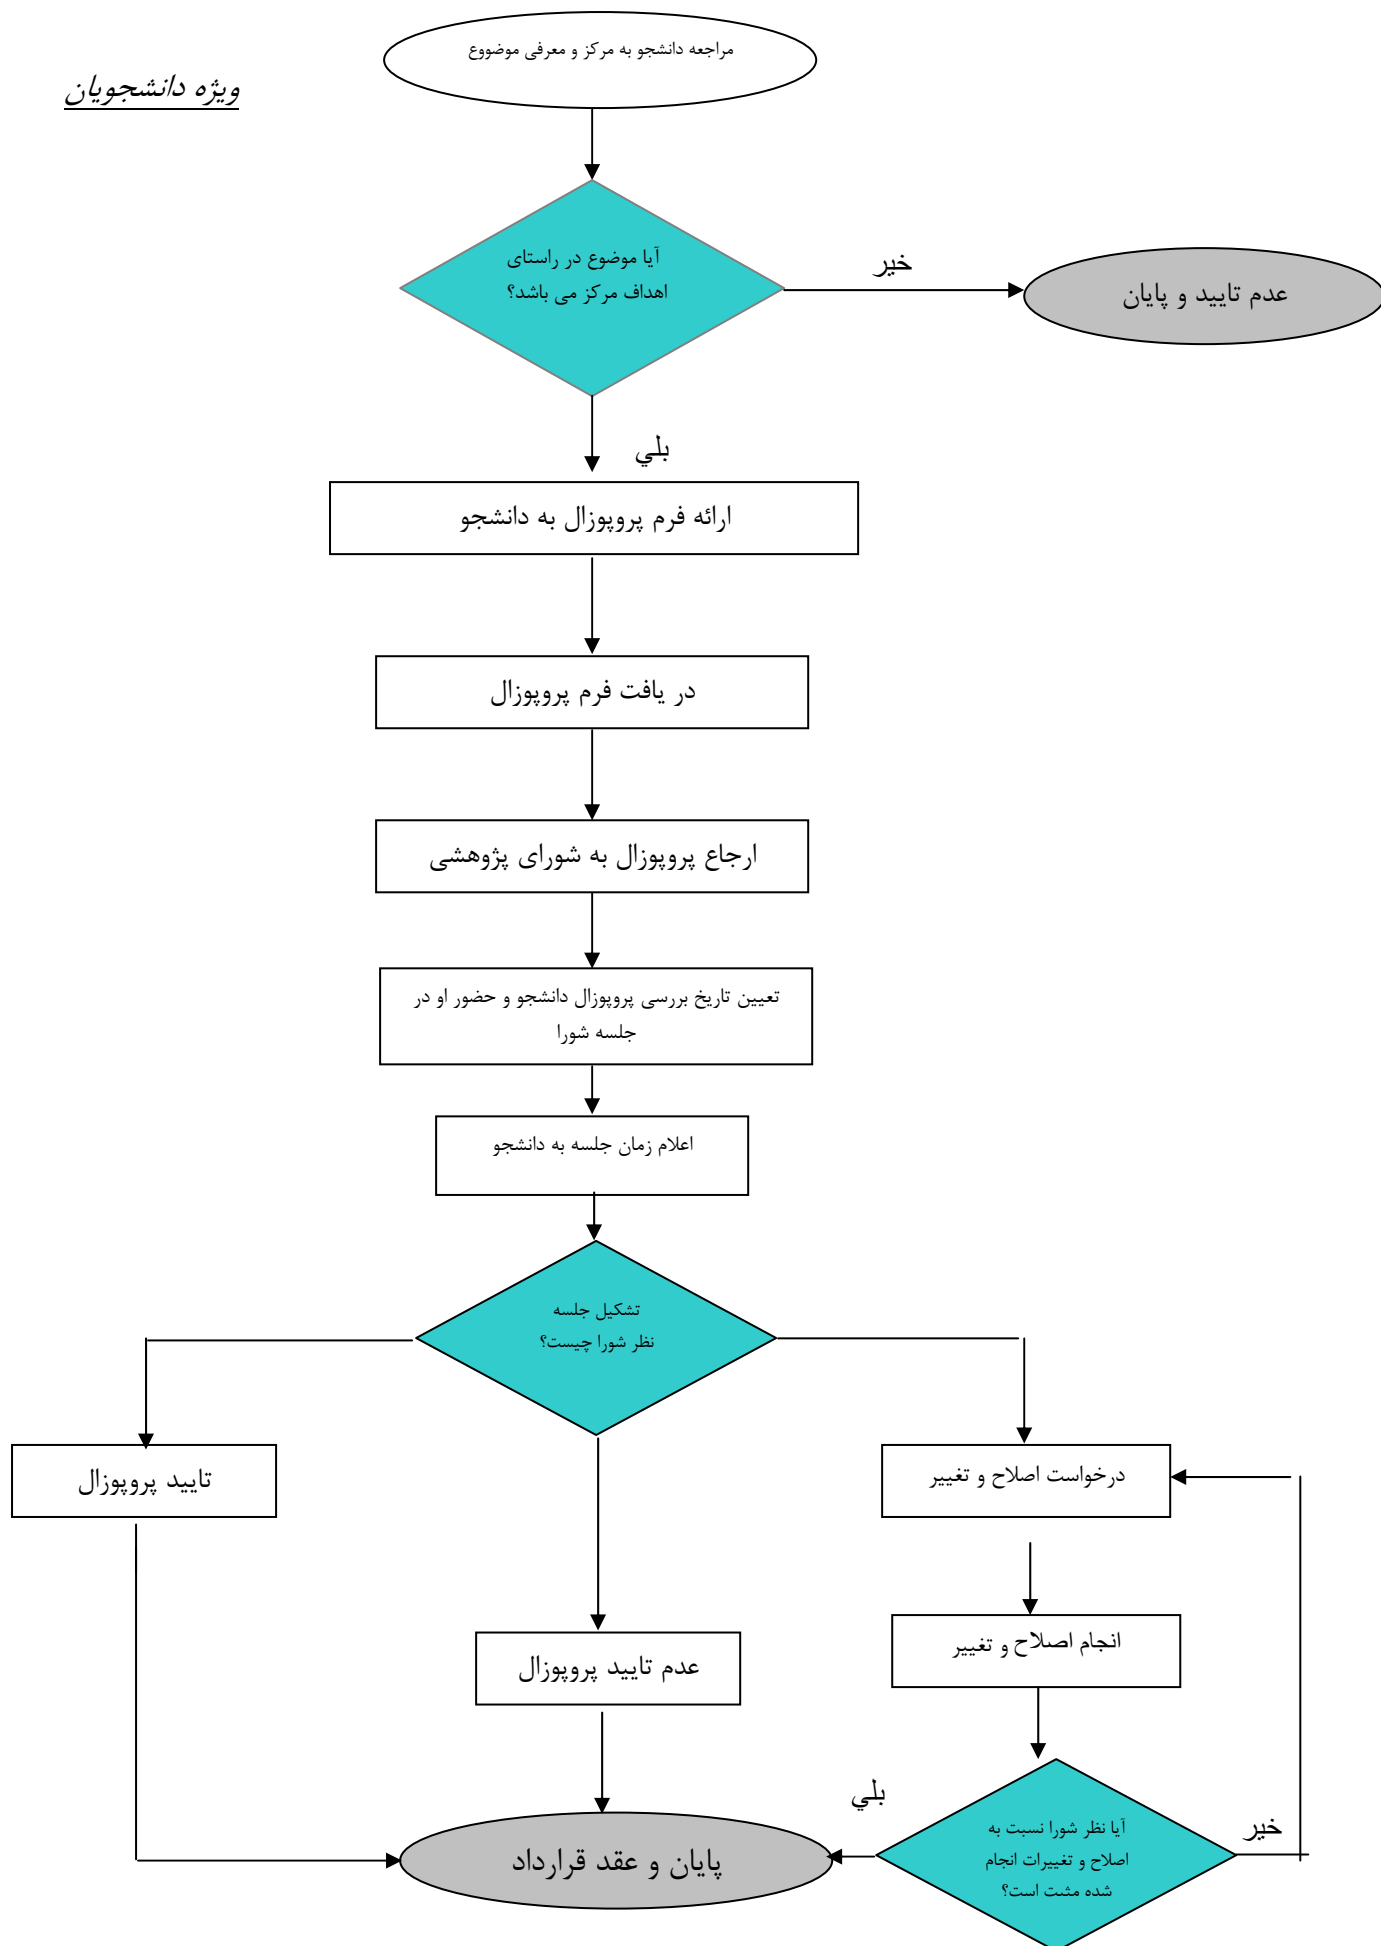 مراجعه دانشجو به مرکز و معرفی موضووع
ویژه دانشجویان
آیا موضوع در راستای
اهداف مرکز می باشد؟
خیر
عدم تایید و پایان
بلي
ارائه فرم پروپوزال به دانشجو
در یافت فرم پروپوزال
ارجاع پروپوزال به شورای پژوهشی
تعیین تاریخ بررسی پروپوزال دانشجو و حضور او در
جلسه شورا
اعلام زمان جلسه به دانشجو
تشکیل جلسه
نظر شورا چیست؟
درخواست اصلاح و تغییر
تایید پروپوزال
انجام اصلاح و تغییر
عدم تایید پروپوزال
بلي
خیر
آیا نظر شورا نسبت به
اصلاح و تغییرات انجام
شده مثبت است؟
پایان و عقد قرارداد